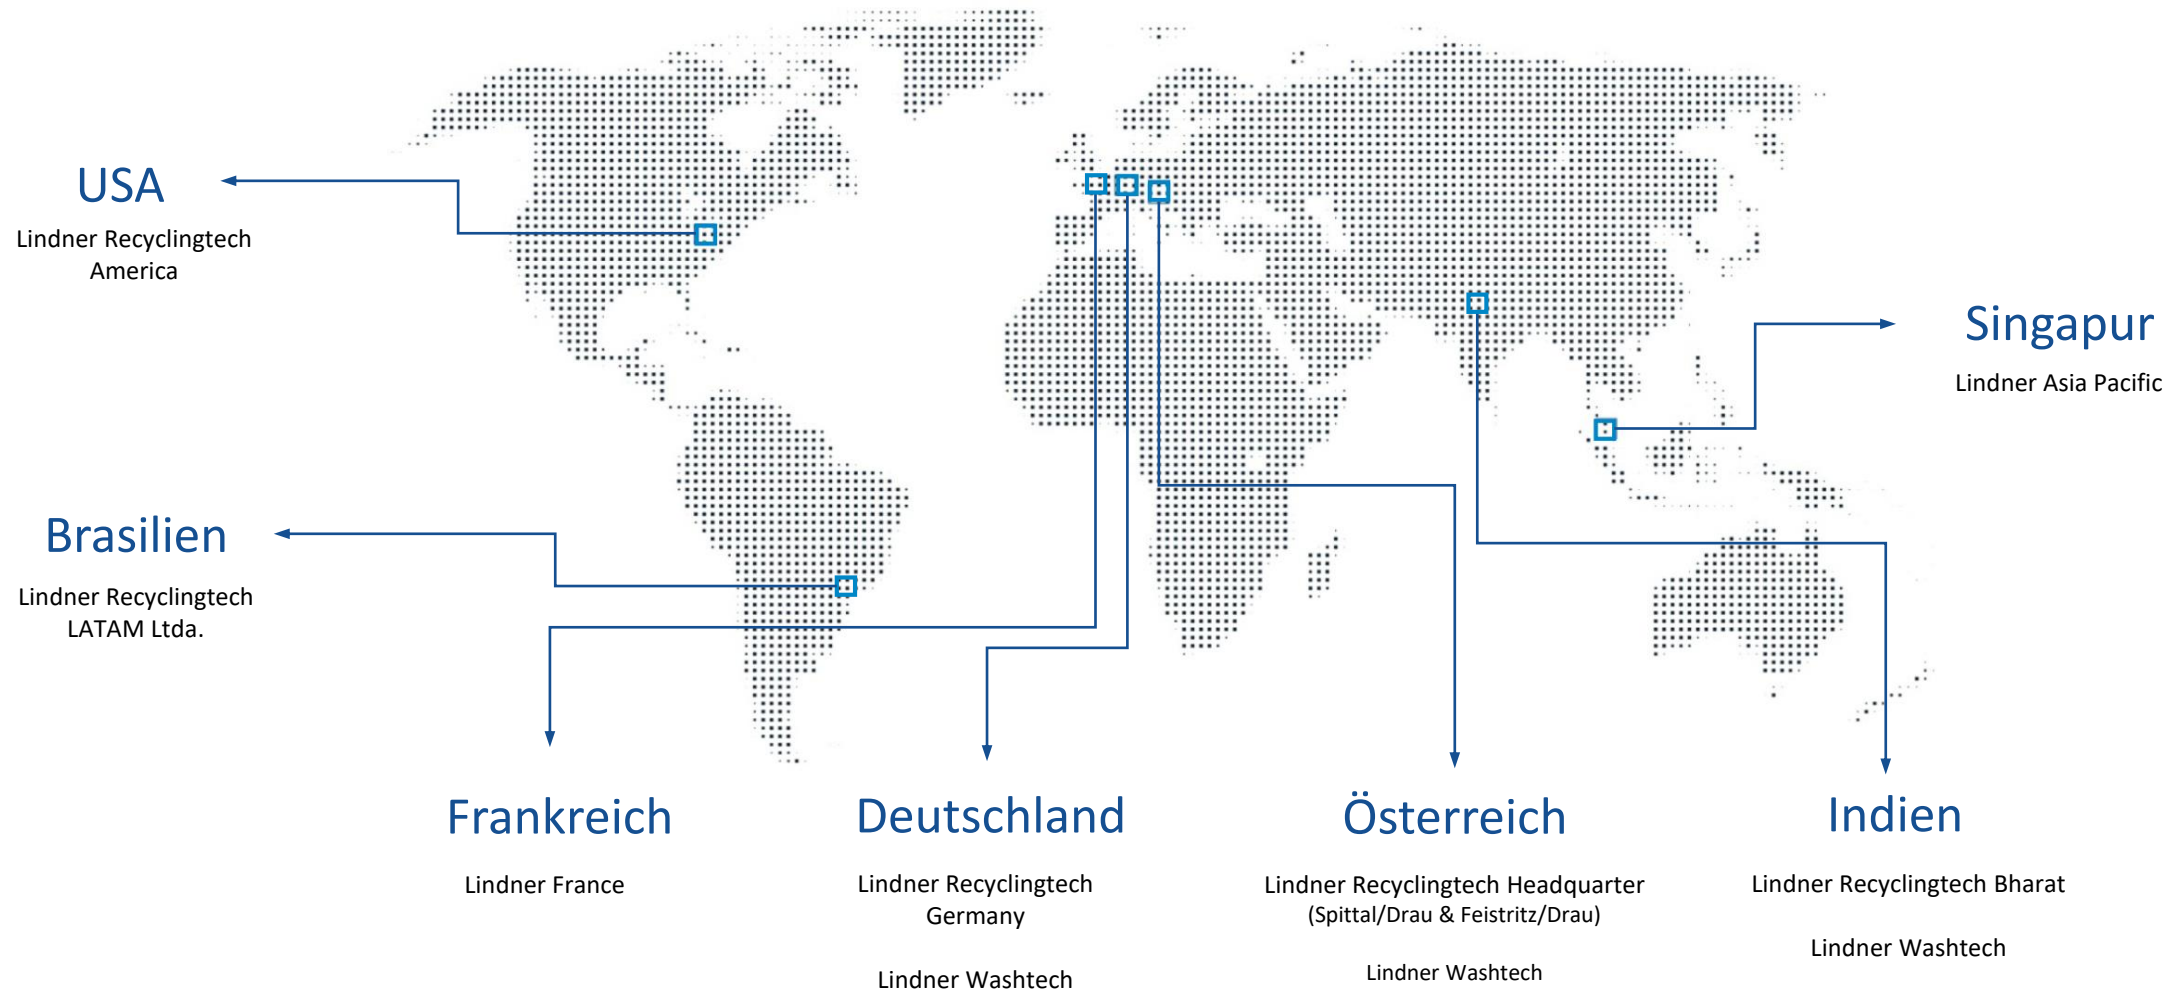 USA
Lindner Recyclingtech
America
Singapur
Lindner Asia Pacific
Brasilien
Lindner Recyclingtech
LATAM Ltda.
Frankreich
Lindner France
Deutschland
Lindner Recyclingtech
Germany
Lindner Washtech
Österreich
Lindner Recyclingtech Headquarter
(Spittal/Drau & Feistritz/Drau)
Lindner Washtech
Indien
Lindner Recyclingtech Bharat
Lindner Washtech